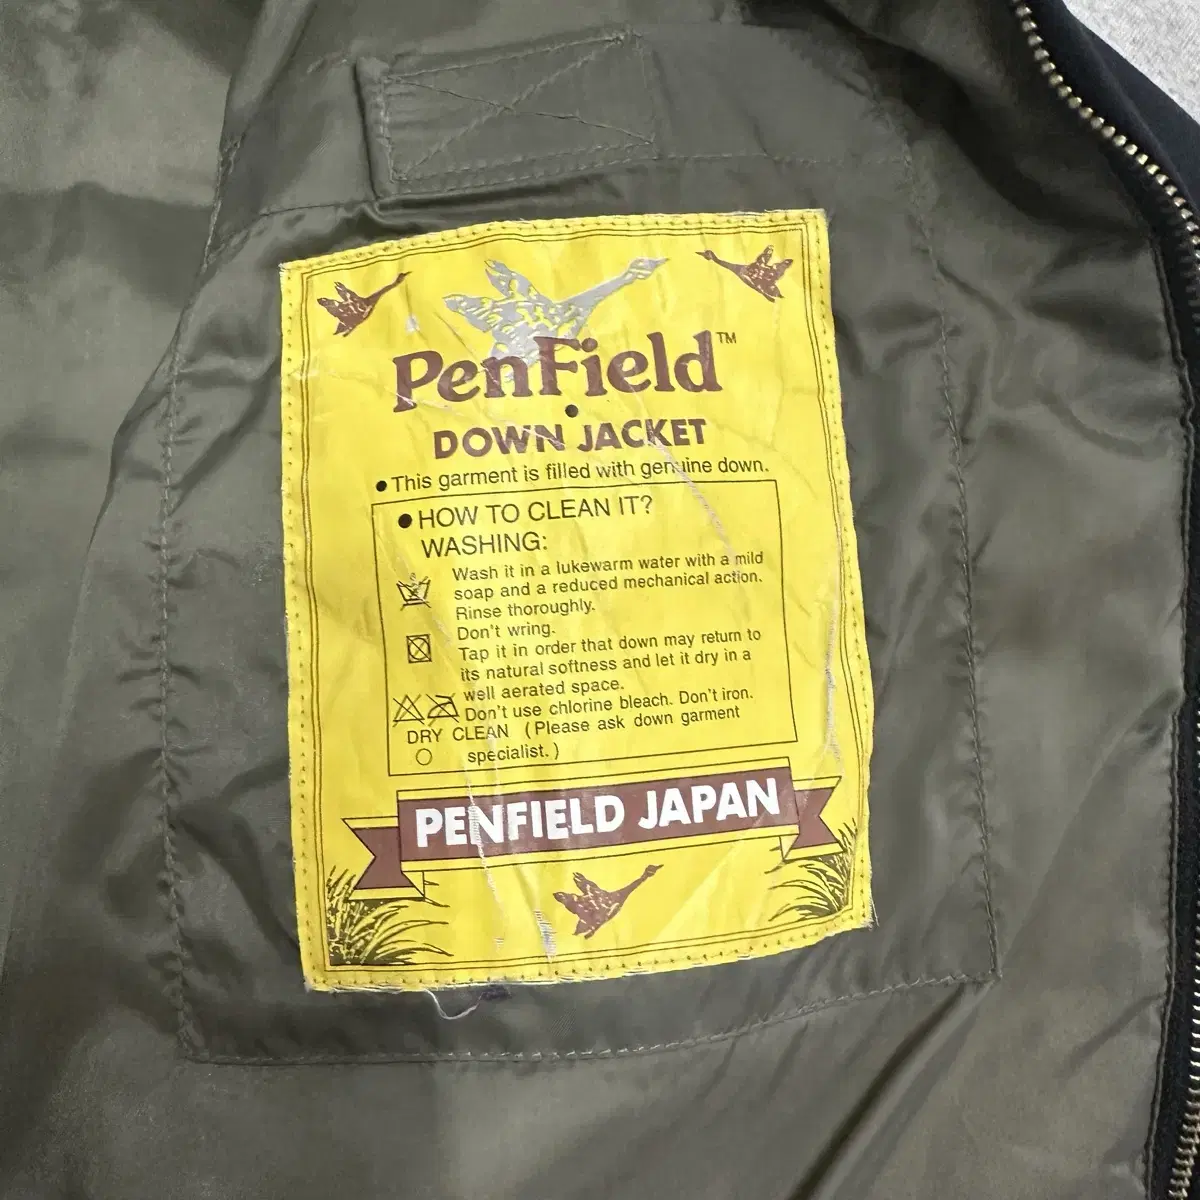 PenField™
DOWN JACKET
●This garment is filled with genuine down.
●HOW TO CLEAN IT?
WASHING:
Wash it in a lukewarm water with a mild
soap and a reduced mechanical action.
Rinse thoroughly.
Don't wring.
Tap it in order that down may return to
its natural softness and let it dry in a
well aerated space.
Don't use chlorine bleach. Don't iron.
DRY CLEAN (Please ask down garment
specialist.)
PENFIELD JAPAN